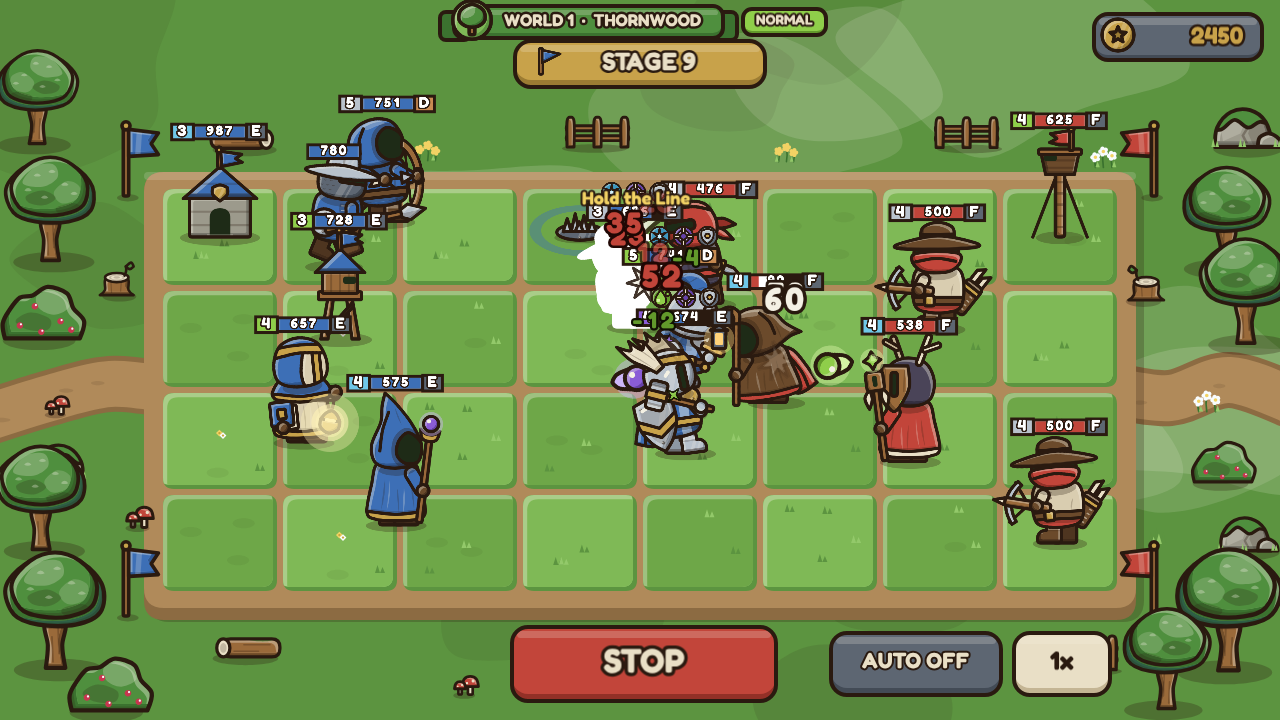 WORLD 1 • THORNWOOD
NORMAL
STAGE 9
2450
5 751 D
3 987 E
780
3 728 E
4 657 E
4 575 E
4 476 F
Hold the Line
35
23
52
-12
60
4 625 F
4 500 F
4 538 F
4 500 F
STOP
AUTO OFF
1x